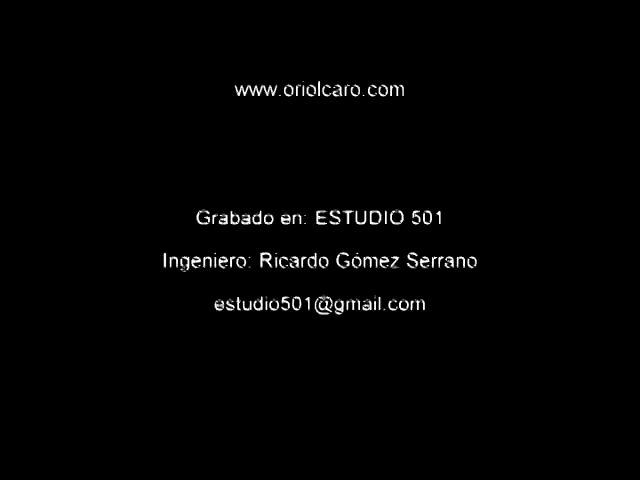 www.oriolcaro.com
Grabado en: ESTUDIO 501
Ingeniero: Ricardo Gómez Serrano
estudio501@gmail.com